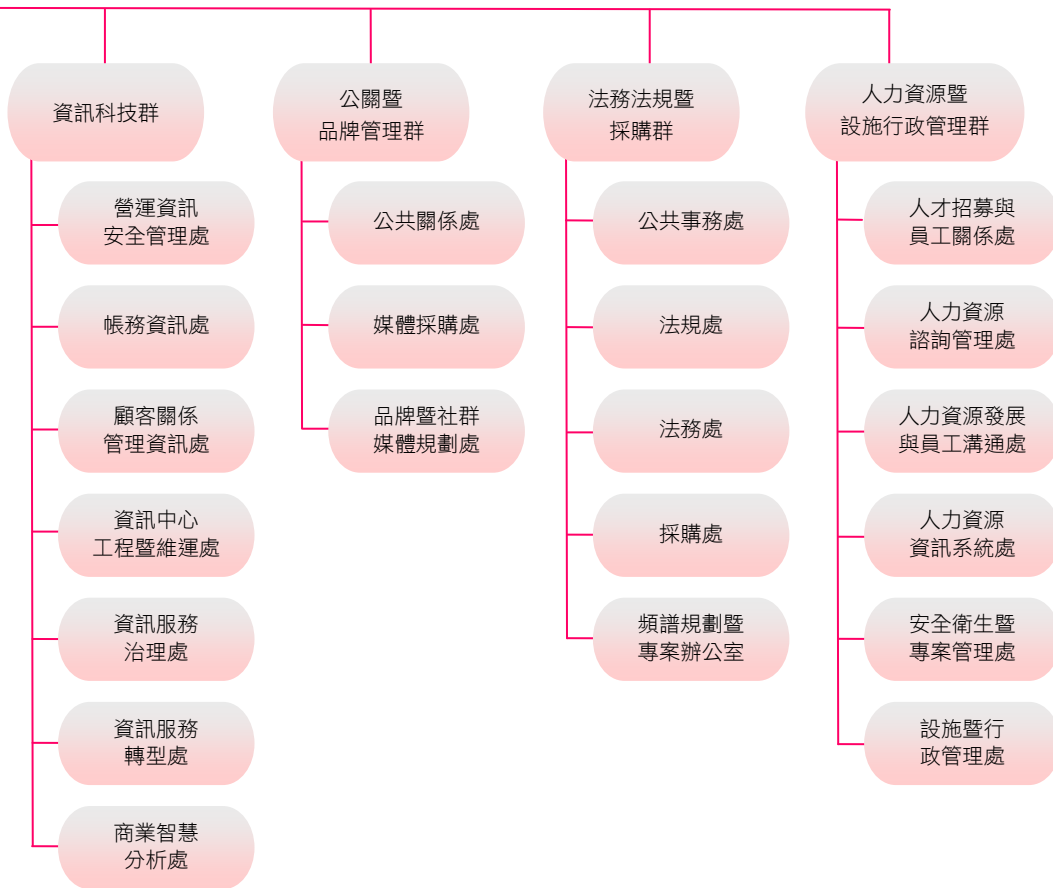 資訊科技群
公關暨
品牌管理群
法務法規暨
採購群
人力資源暨
設施行政管理群
營運資訊
安全管理處
帳務資訊處
顧客關係
管理資訊處
資訊中心
工程暨維運處
資訊服務
治理處
資訊服務
轉型處
商業智慧
分析處
公共關係處
媒體採購處
品牌暨社群
媒體規劃處
公共事務處
法規處
法務處
採購處
頻譜規劃暨
專案辦公室
人才招募與
員工關係處
人力資源
諮詢管理處
人力資源發展
與員工溝通處
人力資源
資訊系統處
安全衛生暨
專案管理處
設施暨行
政管理處